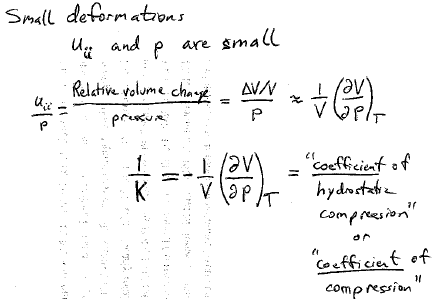 Small deformations
u_ii and p are small
u_ii/p = Relative volume change/pressure = ΔV/V/p ≈ 1/V (∂V/∂p)_T
1/K = -1/V (∂V/∂p)_T = "coefficient of
hydrostatic
compression"
or
"coefficient of
compression"